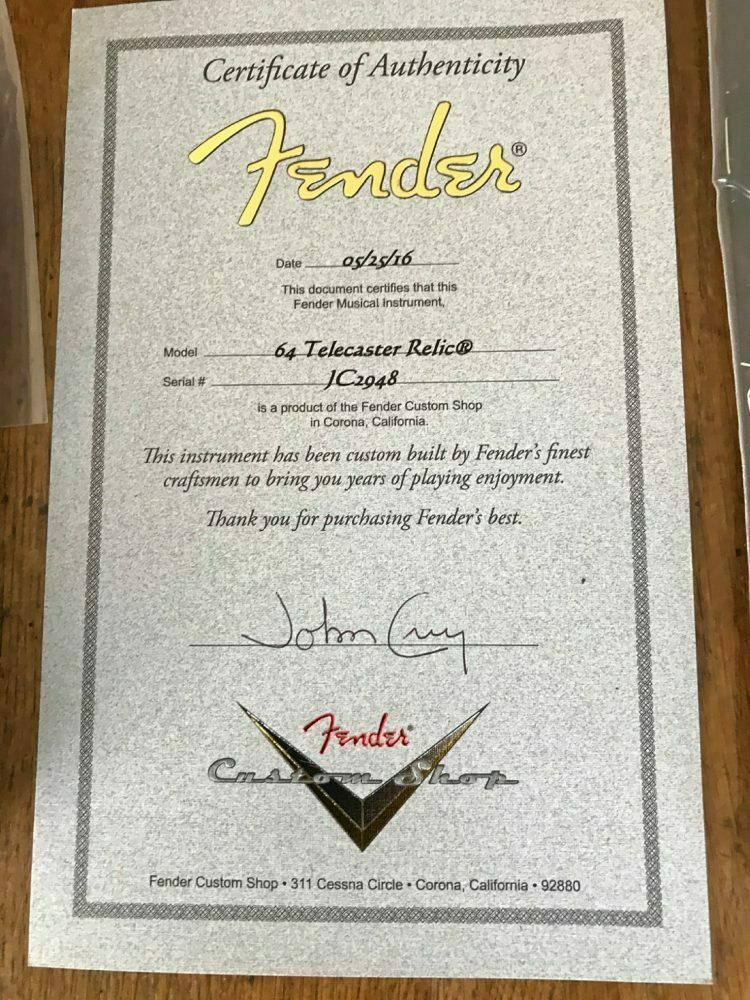 Certificate of Authenticity
Fender®
Date 05/25/16
This document certifies that this
Fender Musical Instrument,
Model 64 Telecaster Relic®
Serial # JC2948
is a product of the Fender Custom Shop
in Corona, California.
This instrument has been custom built by Fender's finest
craftsmen to bring you years of playing enjoyment.
Thank you for purchasing Fender's best.
John Cruz
Fender®
Custom Shop
Fender Custom Shop • 311 Cessna Circle • Corona, California • 92880